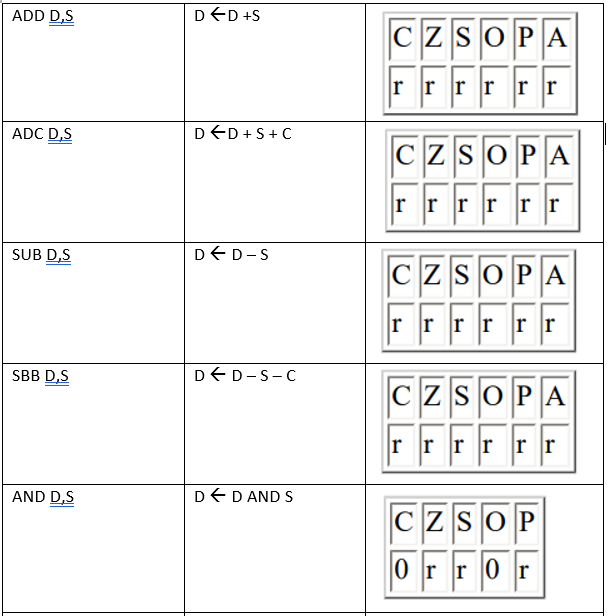 ADD D,S D ←D +S
C Z S O P A
r r r r r r
ADC D,S D ←D + S + C
C Z S O P A
r r r r r r
SUB D,S D ← D – S
C Z S O P A
r r r r r r
SBB D,S D ← D – S – C
C Z S O P A
r r r r r r
AND D,S D ← D AND S
C Z S O P
0 r r 0 r